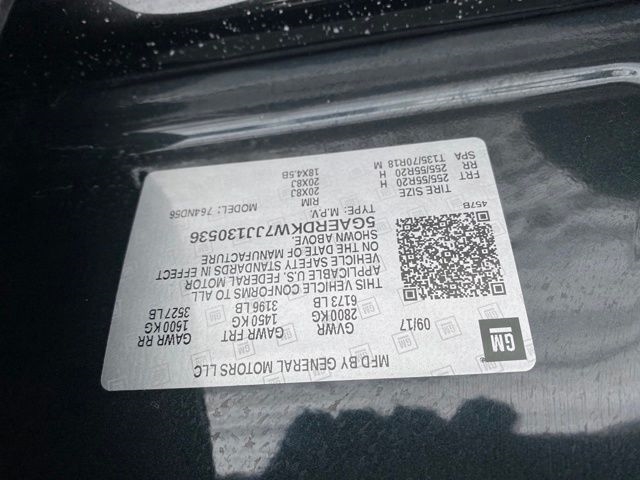 GM
MFD BY GENERAL MOTORS LLC
09/17 GVWR GAWR FRT GAWR RR
2800 KG 1450 KG 1600 KG
6173 LB 3196 LB 3527 LB
THIS VEHICLE CONFORMS TO ALL
APPLICABLE U.S. FEDERAL MOTOR
VEHICLE SAFETY STANDARDS IN EFFECT
ON THE DATE OF MANUFACTURE
SHOWN ABOVE.
5GAERDKW7JJ130536
TYPE: M.P.V. MODEL: 764ND56
457B
TIRE SIZE RIM
FRT 255/55R20 H 20X8J
RR 255/55R20 H 20X8J
SPA T135/70R18 M 18X4.5B